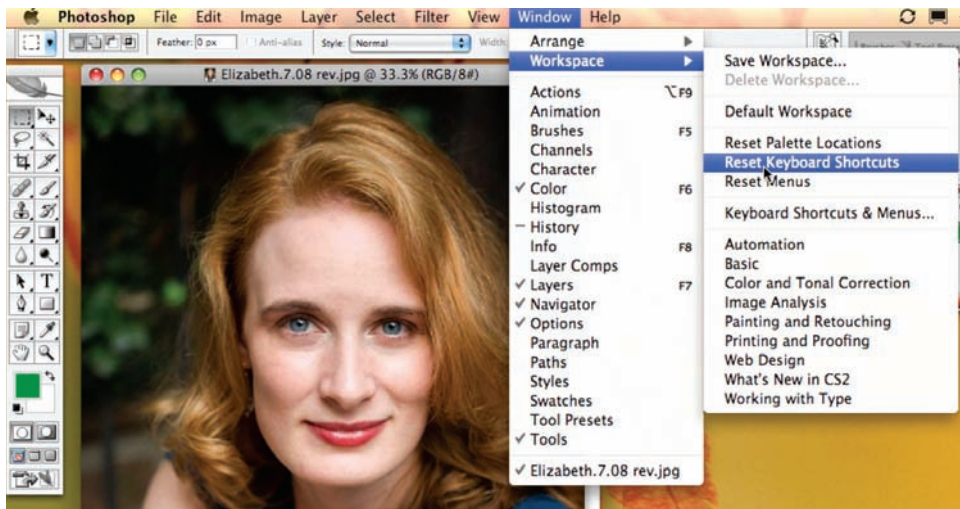 Photoshop File Edit Image Layer Select Filter View Window Help
Feather: 0 px Anti-alias Style: Normal Width:
Elizabeth.7.08 rev.jpg @ 33.3% (RGB/8#)
Arrange
Workspace
Actions ⌥F9
Animation
Brushes F5
Channels
Character
✓ Color F6
Histogram
– History
Info F8
Layer Comps
✓ Layers F7
✓ Navigator
✓ Options
Paragraph
Paths
Styles
Swatches
Tool Presets
✓ Tools
✓ Elizabeth.7.08 rev.jpg
Save Workspace...
Delete Workspace...
Default Workspace
Reset Palette Locations
Reset Keyboard Shortcuts
Reset Menus
Keyboard Shortcuts & Menus...
Automation
Basic
Color and Tonal Correction
Image Analysis
Painting and Retouching
Printing and Proofing
Web Design
What's New in CS2
Working with Type